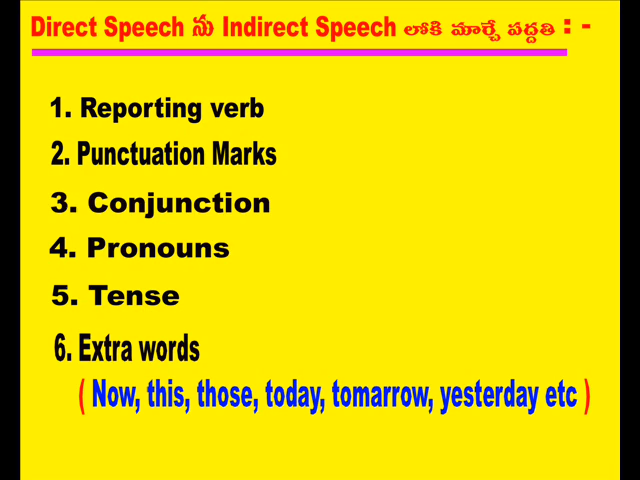 Direct Speech ను Indirect Speech లోకి మార్చే పద్దతి : -
1. Reporting verb
2. Punctuation Marks
3. Conjunction
4. Pronouns
5. Tense
6. Extra words
( Now, this, those, today, tomarrow, yesterday etc )